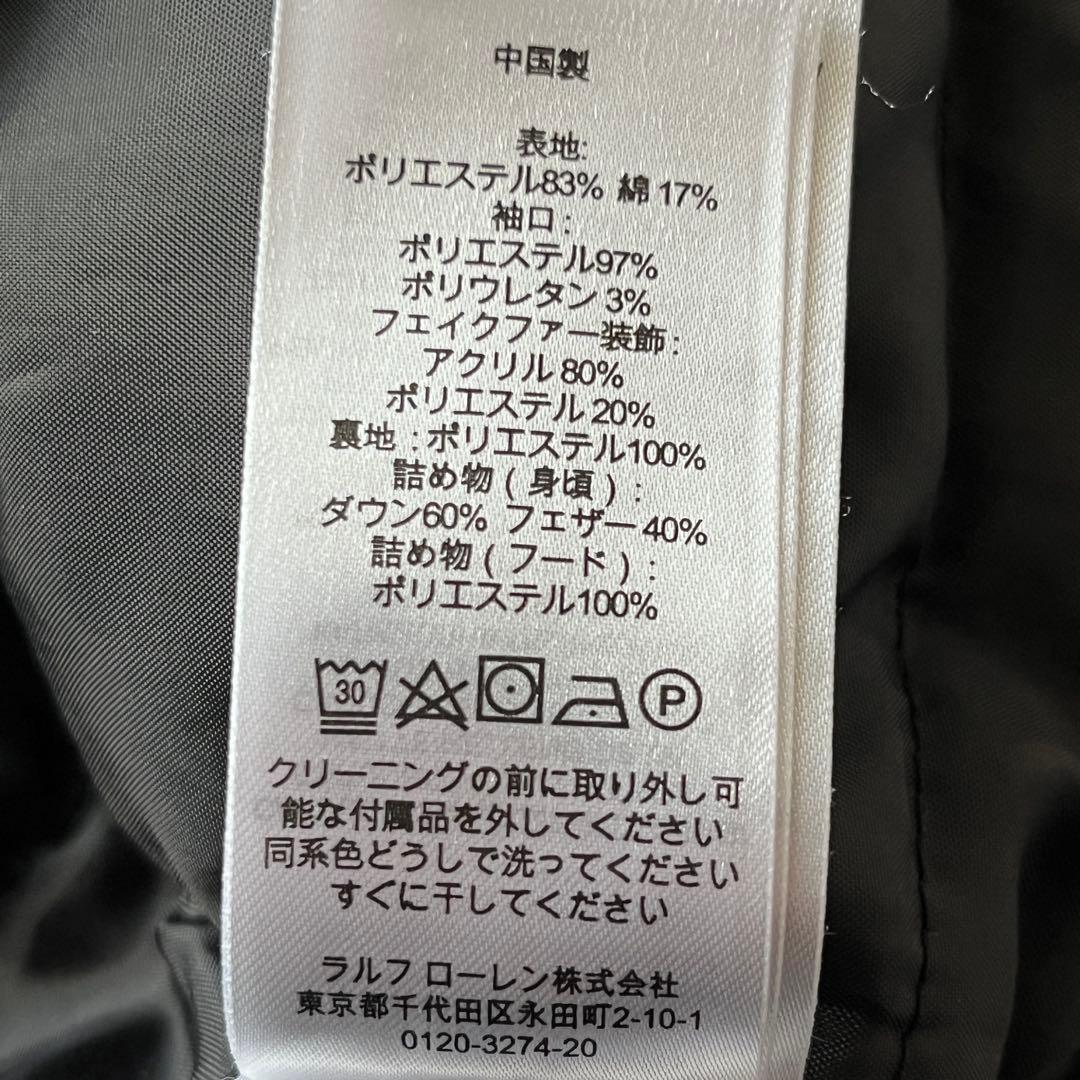 中国製
表地:
ポリエステル83% 綿 17%
袖口 :
ポリエステル97%
ポリウレタン 3%
フェイクファー装飾 :
アクリル 80%
ポリエステル 20%
裏地 : ポリエステル100%
詰め物 ( 身頃 ) :
ダウン60% フェザー 40%
詰め物 ( フード ) :
ポリエステル100%
30 P
クリーニングの前に取り外し可
能な付属品を外してください
同系色どうしで洗ってください
すぐに干してください
ラルフ ローレン株式会社
東京都千代田区永田町2-10-1
0120-3274-20